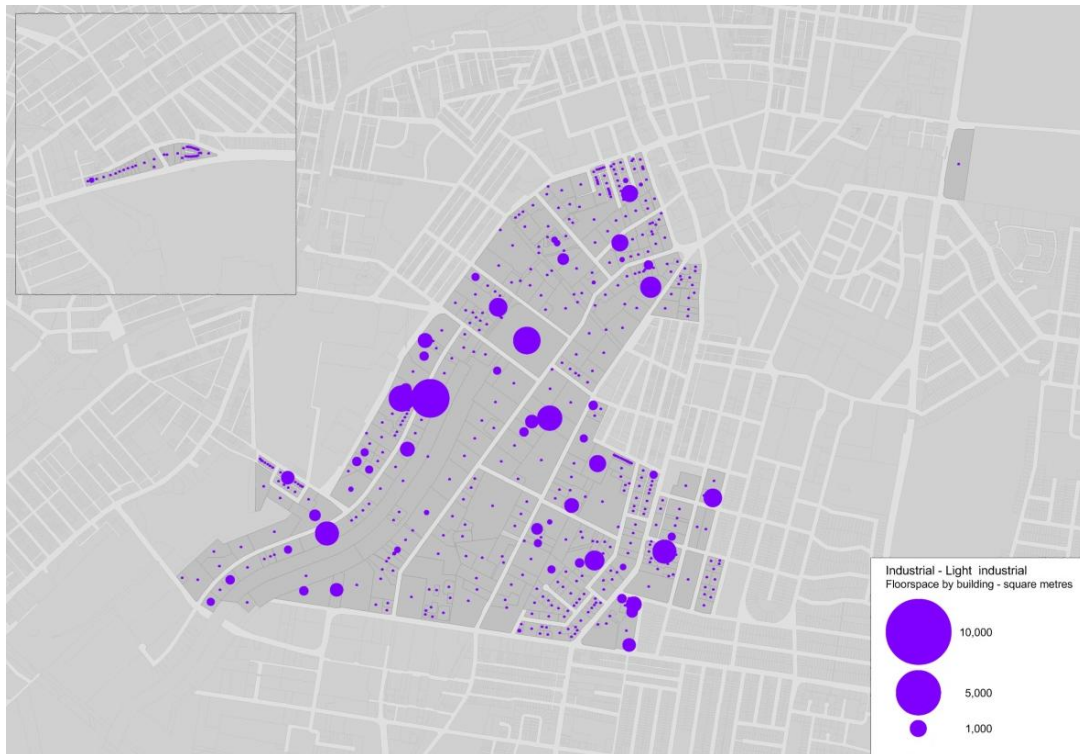 Industrial - Light industrial
Floorspace by building - square metres
10,000
5,000
1,000